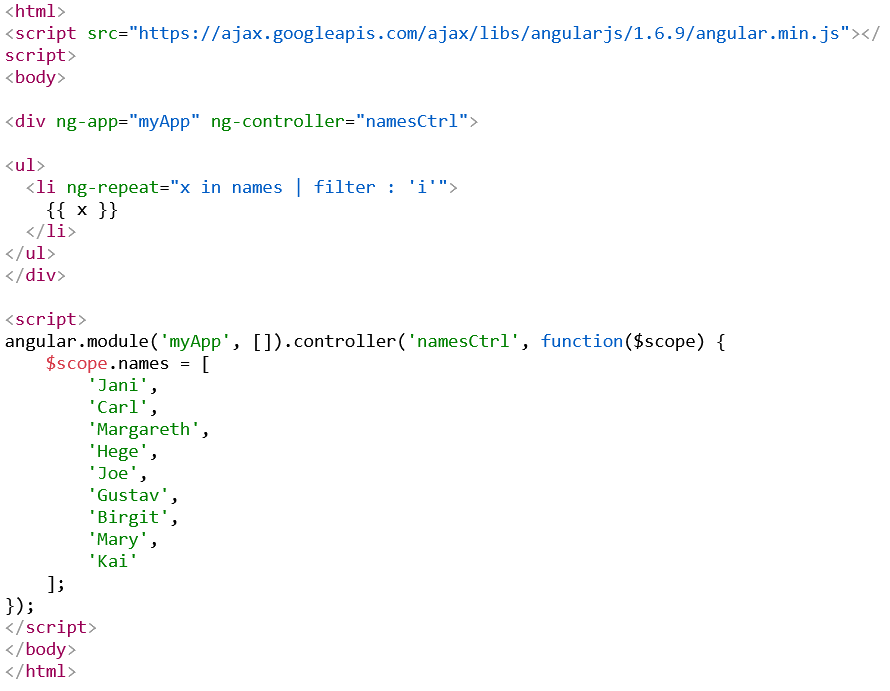 <html>
<script src="https://ajax.googleapis.com/ajax/libs/angularjs/1.6.9/angular.min.js"></
script>
<body>
<div ng-app="myApp" ng-controller="namesCtrl">
<ul>
  <li ng-repeat="x in names | filter : 'i'">
    {{ x }}
  </li>
</ul>
</div>
<script>
angular.module('myApp', []).controller('namesCtrl', function($scope) {
    $scope.names = [
        'Jani',
        'Carl',
        'Margareth',
        'Hege',
        'Joe',
        'Gustav',
        'Birgit',
        'Mary',
        'Kai'
    ];
});
</script>
</body>
</html>